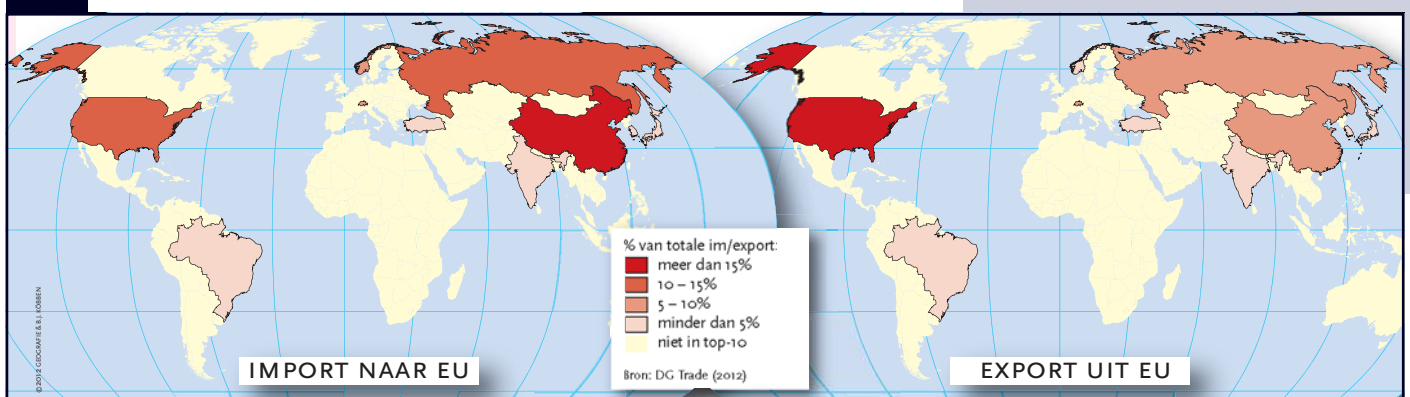 % van totale im/export:
meer dan 15%
10 – 15%
5 – 10%
minder dan 5%
niet in top-10
Bron: DG Trade (2012)
IMPORT NAAR EU
EXPORT UIT EU
©2012 GEOGRAFIE & B.J. KÖBBEN